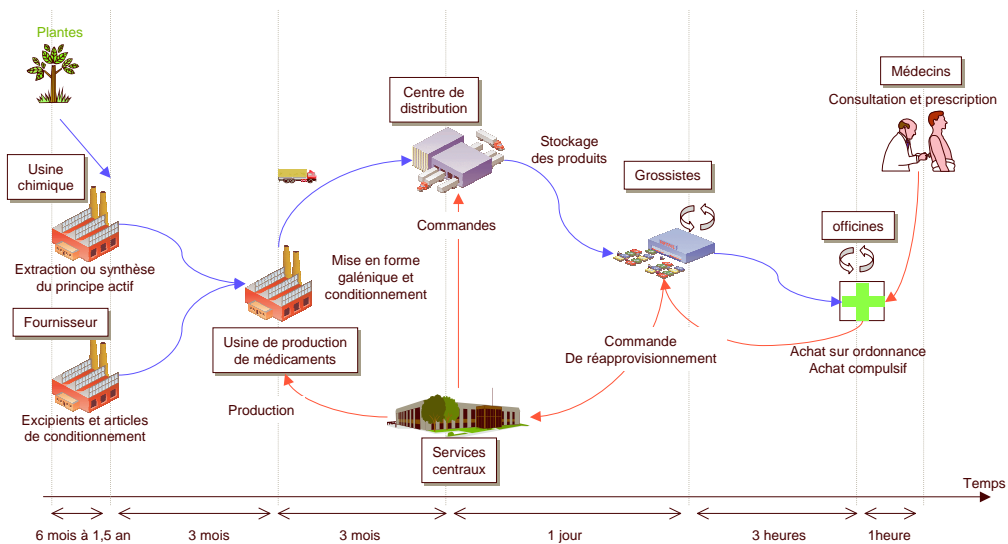 Plantes
Usine
chimique
Extraction ou synthèse
du principe actif
Fournisseur
Excipients et articles
de conditionnement
Mise en forme
galénique et
conditionnement
Usine de production
de médicaments
Production
Centre de
distribution
Commandes
Services
centraux
Stockage
des produits
Grossistes
Commande
De réapprovisionnement
Médecins
Consultation et prescription
officines
Achat sur ordonnance
Achat compulsif
Temps
6 mois à 1,5 an
3 mois
3 mois
1 jour
3 heures
1heure